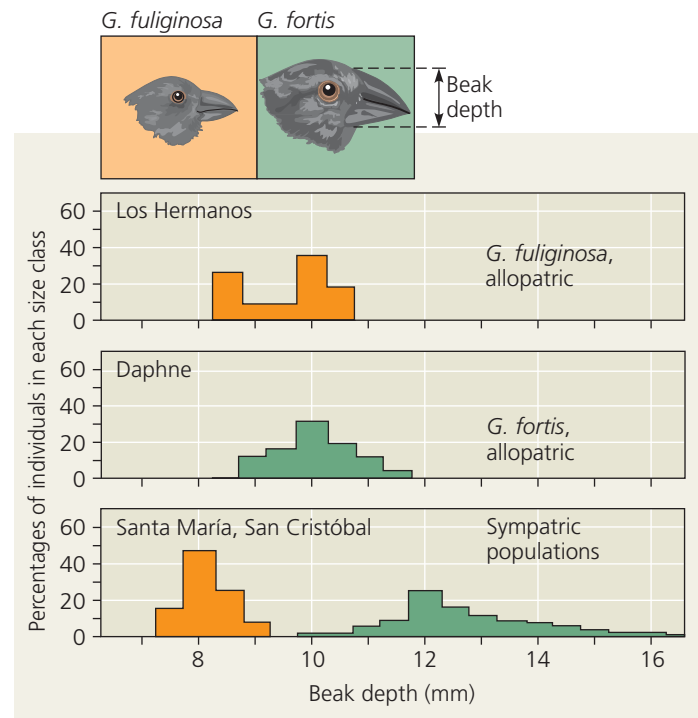 G. fuliginosa G. fortis
Beak
depth
Percentages of individuals in each size class
60
40
20
0
Los Hermanos
G. fuliginosa,
allopatric
60
40
20
0
Daphne
G. fortis,
allopatric
60
40
20
0
Santa María, San Cristóbal
Sympatric
populations
8 10 12 14 16
Beak depth (mm)